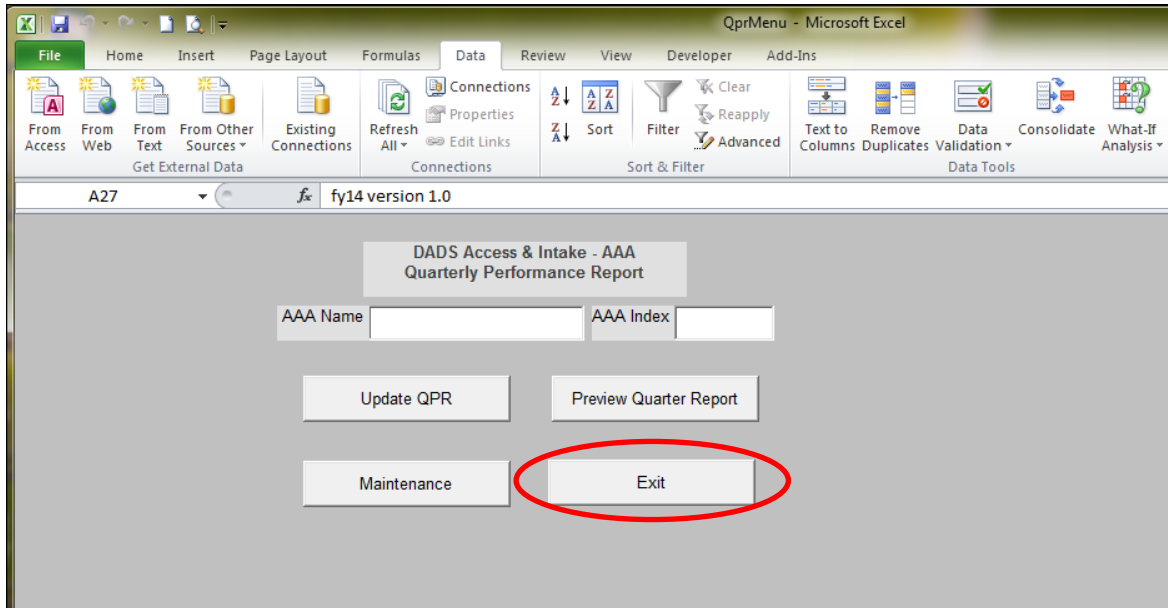 QprMenu - Microsoft Excel
File Home Insert Page Layout Formulas Data Review View Developer Add-Ins
From Access
From Web
From Text
From Other Sources
Existing Connections
Get External Data
Refresh All
Connections
Properties
Edit Links
Connections
Sort
Filter
Clear
Reapply
Advanced
Sort & Filter
Text to Columns
Remove Duplicates
Data Validation
Consolidate
What-If Analysis
Data Tools
A27 fx fy14 version 1.0
DADS Access & Intake - AAA
Quarterly Performance Report
AAA Name AAA Index
Update QPR Preview Quarter Report
Maintenance Exit